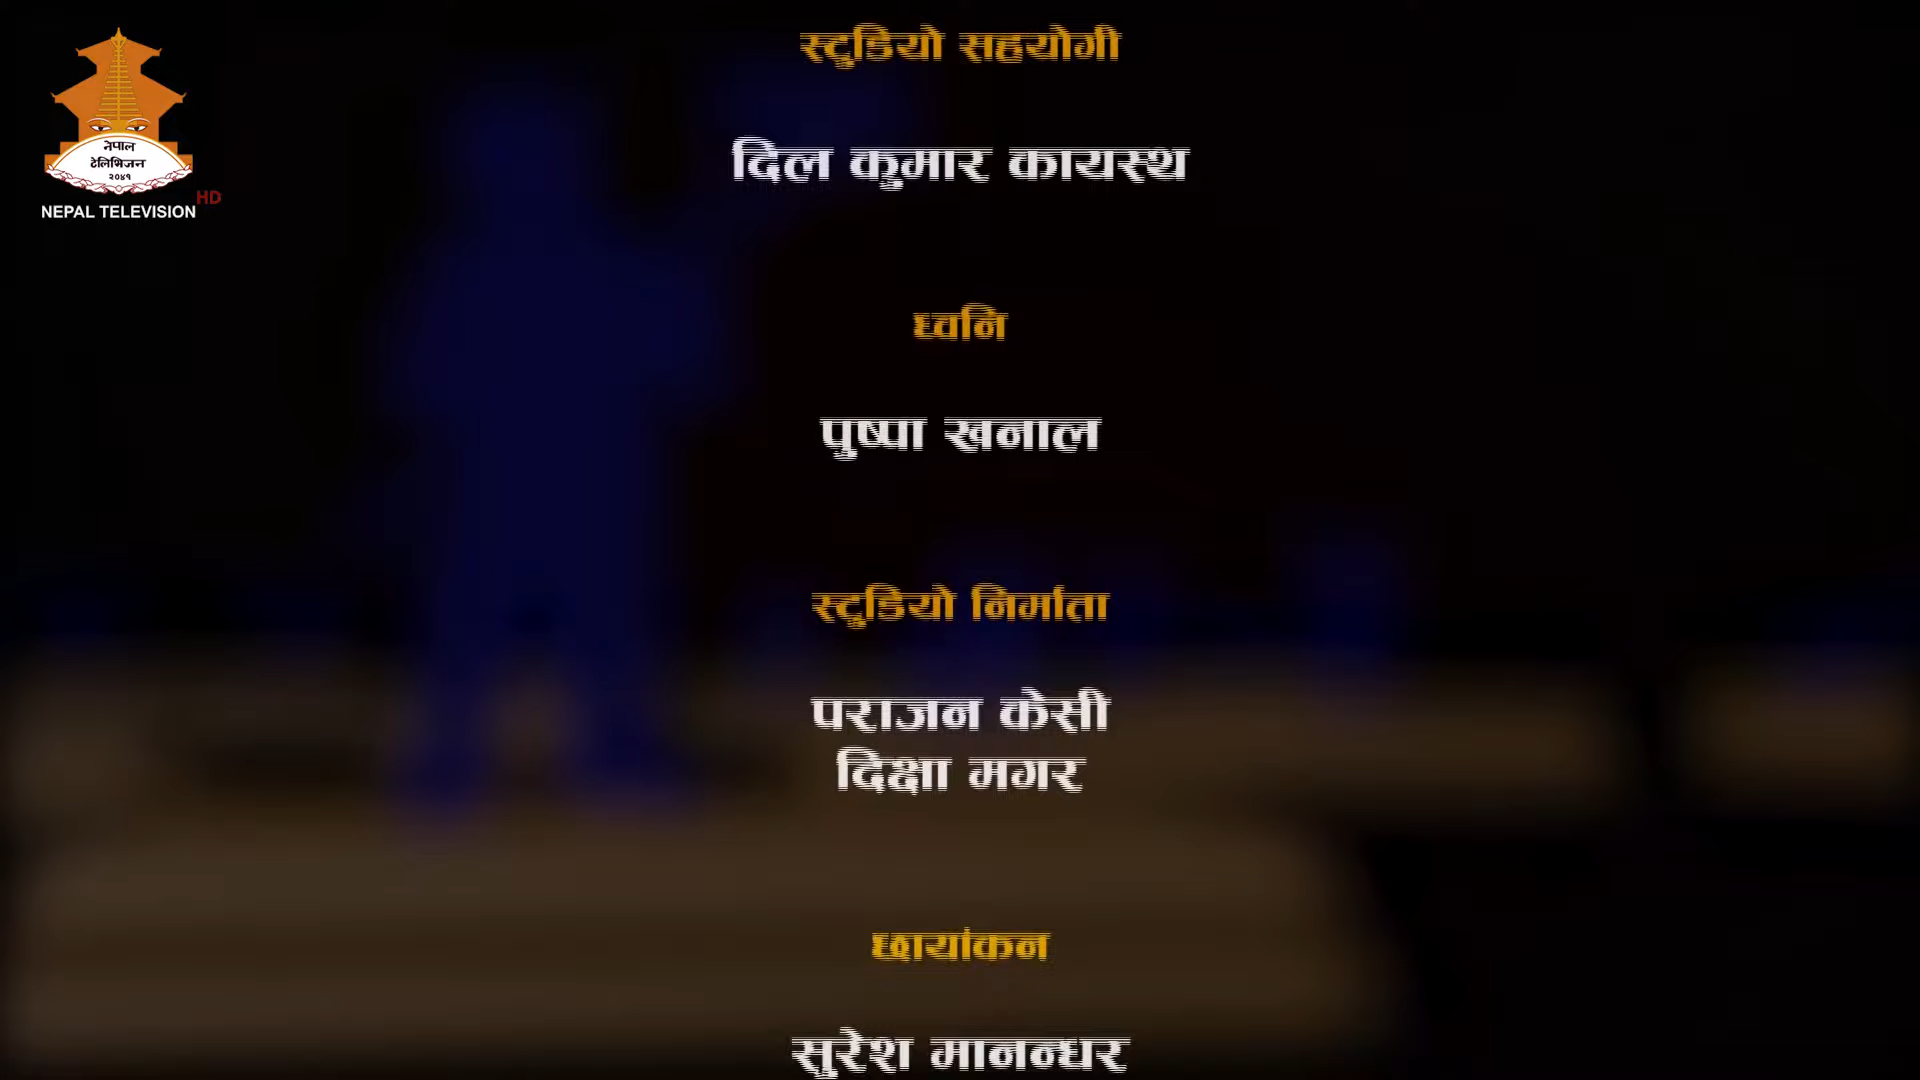 स्टुडियो सहयोगी
दिल कुमार कायस्थ
नेपाल
टेलिभिजन
२०४१
HD
NEPAL TELEVISION
ध्वनि
पुष्पा खनाल
स्टुडियो निर्माता
पराजन केसी
दिक्षा मगर
छायांकन
सुरेश मानन्धर